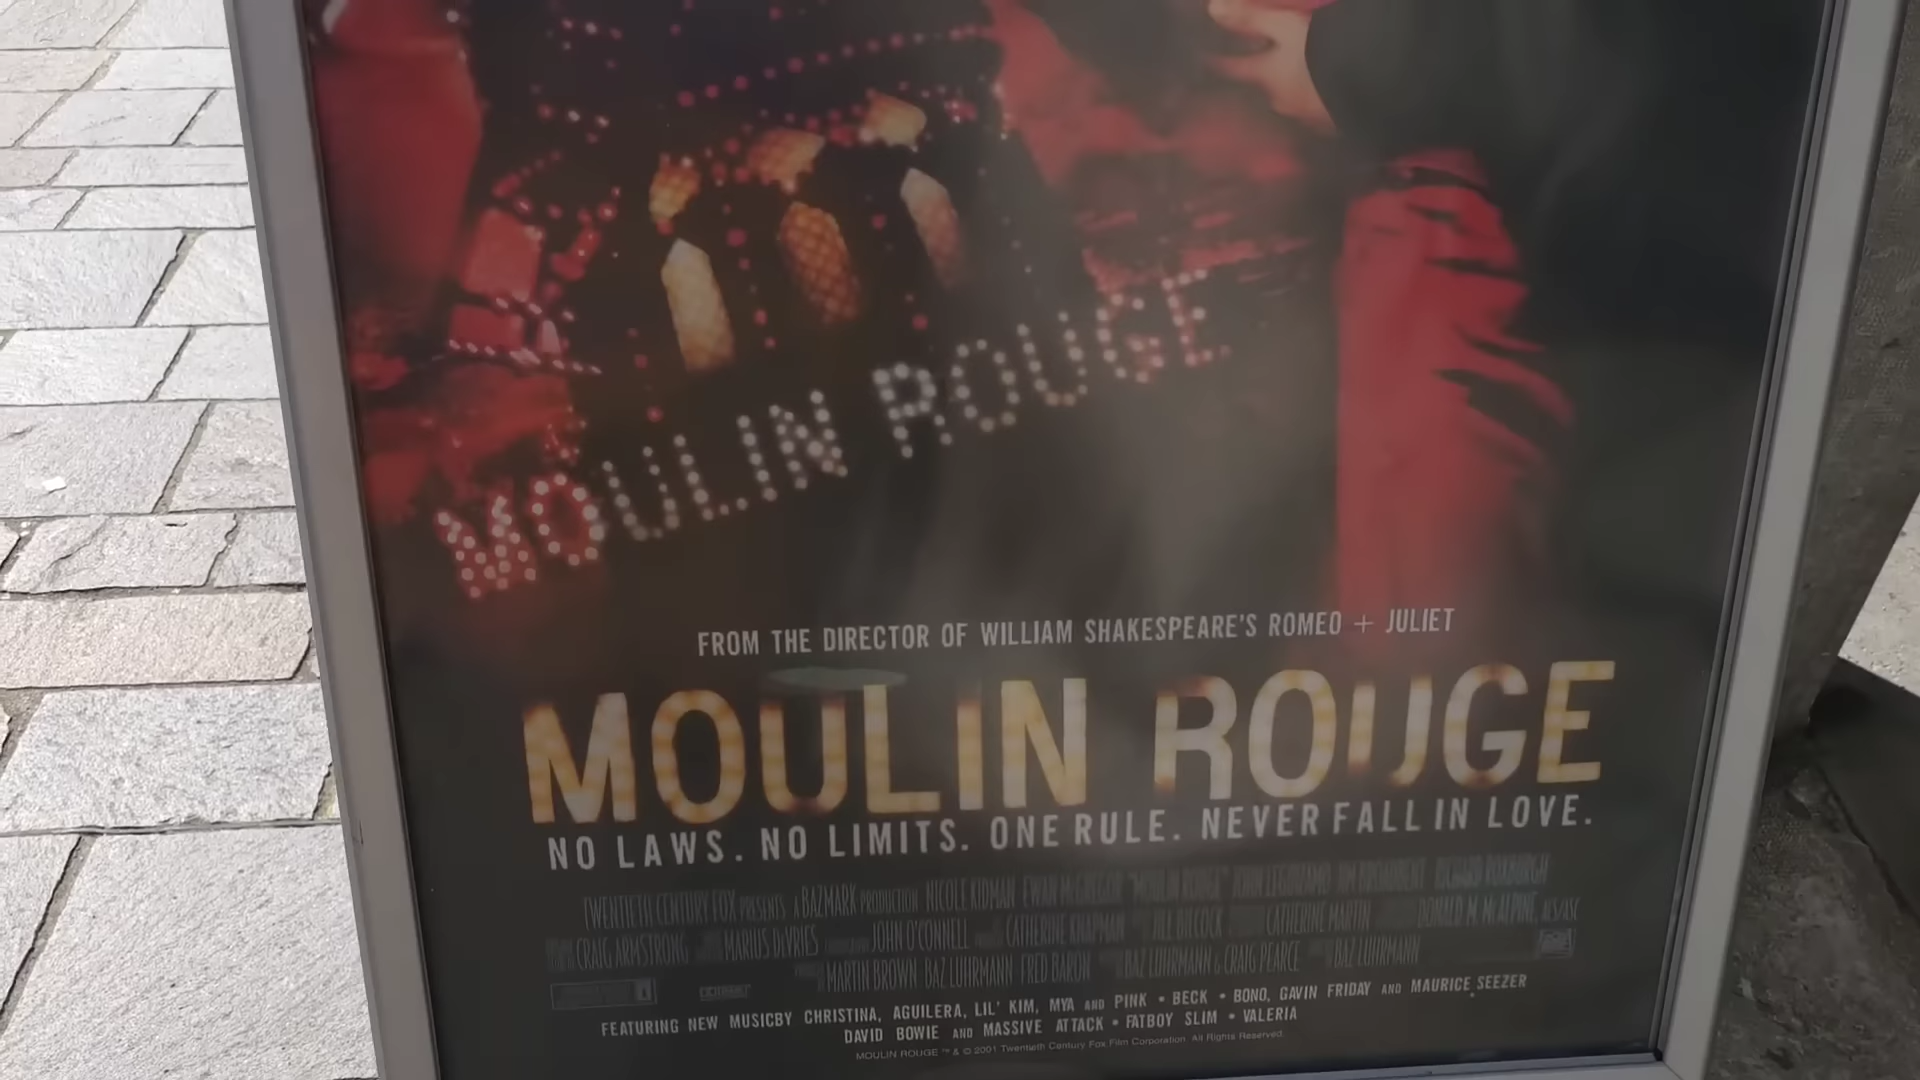 MOULIN ROUGE
FROM THE DIRECTOR OF WILLIAM SHAKESPEARE'S ROMEO + JULIET
MOULIN ROUGE
NO LAWS. NO LIMITS. ONE RULE. NEVER FALL IN LOVE.
TWENTIETH CENTURY FOX PRESENTS A BAZMARK PRODUCTION NICOLE KIDMAN EWAN McGREGOR "MOULIN ROUGE" JOHN LEGUIZAMO JIM BROADBENT RICHARD ROXBURGH
CRAIG ARMSTRONG MARIUS DeVRIES JOHN O'CONNELL CATHERINE KNAPMAN JILL BILCOCK CATHERINE MARTIN DONALD M. McALPINE, ACS/ASC
MARTIN BROWN BAZ LUHRMANN FRED BARON BAZ LUHRMANN & CRAIG PEARCE BAZ LUHRMANN
FEATURING NEW MUSICBY CHRISTINA, AGUILERA, LIL' KIM, MYA AND PINK • BECK • BONO, GAVIN FRIDAY AND MAURICE SEEZER
DAVID BOWIE AND MASSIVE ATTACK • FATBOY SLIM • VALERIA
MOULIN ROUGE ™ & © 2001 Twentieth Century Fox Film Corporation. All Rights Reserved.